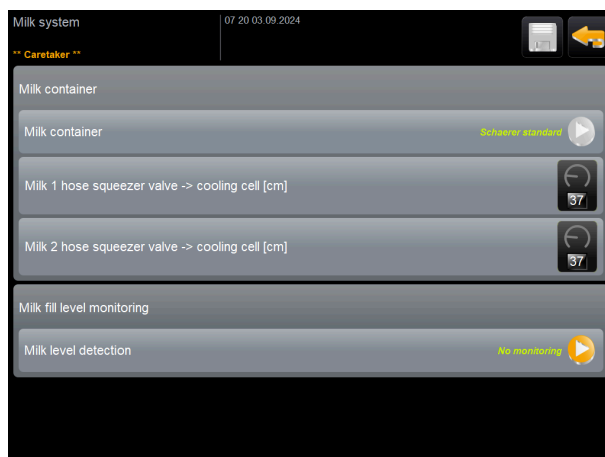 Milk system
07 20 03.09.2024
** Caretaker **
Milk container
Milk container
Schaerer standard
Milk 1 hose squeezer valve -> cooling cell [cm]
37
Milk 2 hose squeezer valve -> cooling cell [cm]
37
Milk fill level monitoring
Milk level detection
No monitoring